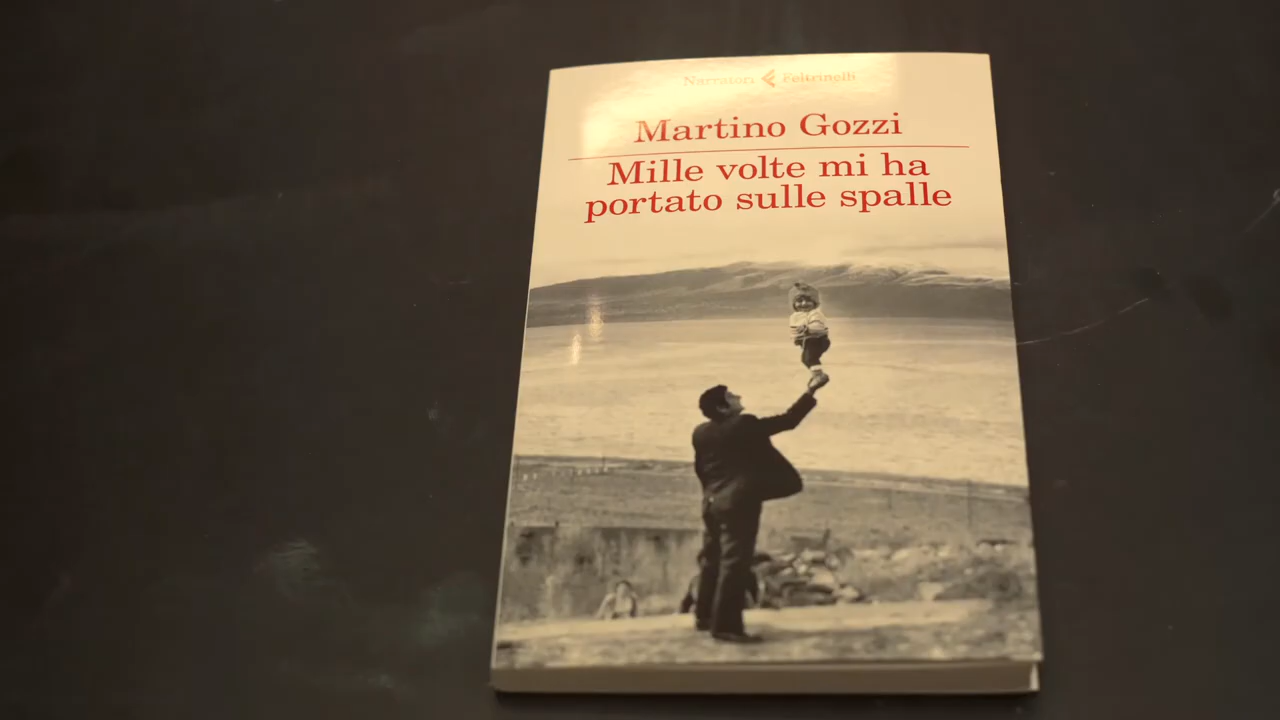 Narratori Feltrinelli
Martino Gozzi
Mille volte mi ha
portato sulle spalle